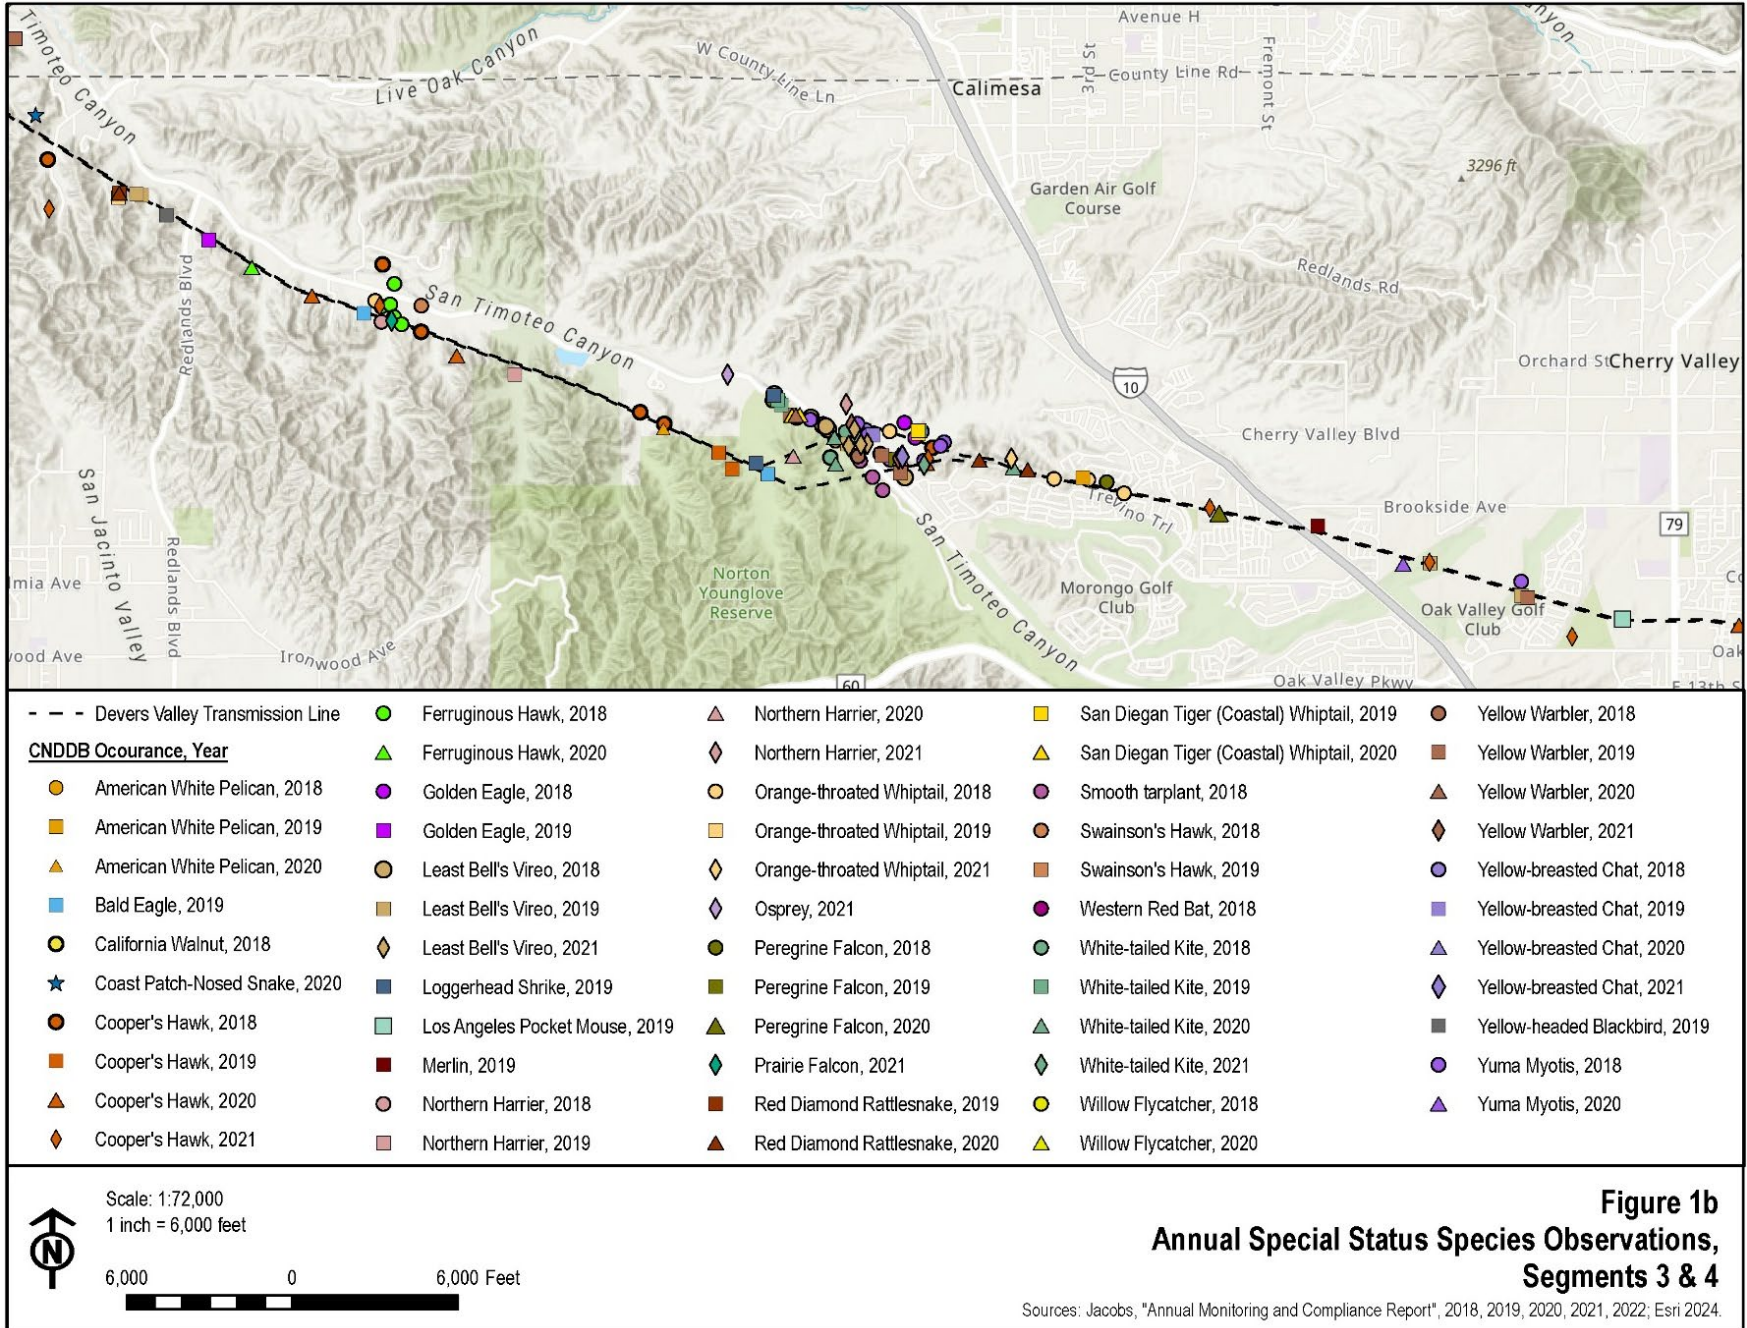 Timoteo Canyon
Live Oak Canyon
W County Line Ln
Avenue H
3rd St
County Line Rd
Fremont St
Calimesa
3296 ft
Garden Air Golf
Course
Redlands Blvd
San Timoteo Canyon
Redlands Rd
Orchard St
Cherry Valley
10
Cherry Valley Blvd
San Jacinto Valley
Redlands Blvd
Trevino Trl
Brookside Ave
79
San Timoteo Canyon
Norton
Younglove
Reserve
Morongo Golf
Club
Oak Valley Golf
Club
Ironwood Ave
60
Oak Valley Pkwy
Oak
Devers Valley Transmission Line
CNDDB Ocourance, Year
American White Pelican, 2018
American White Pelican, 2019
American White Pelican, 2020
Bald Eagle, 2019
California Walnut, 2018
Coast Patch-Nosed Snake, 2020
Cooper's Hawk, 2018
Cooper's Hawk, 2019
Cooper's Hawk, 2020
Cooper's Hawk, 2021
Ferruginous Hawk, 2018
Ferruginous Hawk, 2020
Golden Eagle, 2018
Golden Eagle, 2019
Least Bell's Vireo, 2018
Least Bell's Vireo, 2019
Least Bell's Vireo, 2021
Loggerhead Shrike, 2019
Los Angeles Pocket Mouse, 2019
Merlin, 2019
Northern Harrier, 2018
Northern Harrier, 2019
Northern Harrier, 2020
Northern Harrier, 2021
Orange-throated Whiptail, 2018
Orange-throated Whiptail, 2019
Orange-throated Whiptail, 2021
Osprey, 2021
Peregrine Falcon, 2018
Peregrine Falcon, 2019
Peregrine Falcon, 2020
Prairie Falcon, 2021
Red Diamond Rattlesnake, 2019
Red Diamond Rattlesnake, 2020
San Diegan Tiger (Coastal) Whiptail, 2019
San Diegan Tiger (Coastal) Whiptail, 2020
Smooth tarplant, 2018
Swainson's Hawk, 2018
Swainson's Hawk, 2019
Western Red Bat, 2018
White-tailed Kite, 2018
White-tailed Kite, 2019
White-tailed Kite, 2020
White-tailed Kite, 2021
Willow Flycatcher, 2018
Willow Flycatcher, 2020
Yellow Warbler, 2018
Yellow Warbler, 2019
Yellow Warbler, 2020
Yellow Warbler, 2021
Yellow-breasted Chat, 2018
Yellow-breasted Chat, 2019
Yellow-breasted Chat, 2020
Yellow-breasted Chat, 2021
Yellow-headed Blackbird, 2019
Yuma Myotis, 2018
Yuma Myotis, 2020
N
Scale: 1:72,000
1 inch = 6,000 feet
6,000 0 6,000 Feet
Figure 1b
Annual Special Status Species Observations,
Segments 3 & 4
Sources: Jacobs, "Annual Monitoring and Compliance Report", 2018, 2019, 2020, 2021, 2022; Esri 2024.